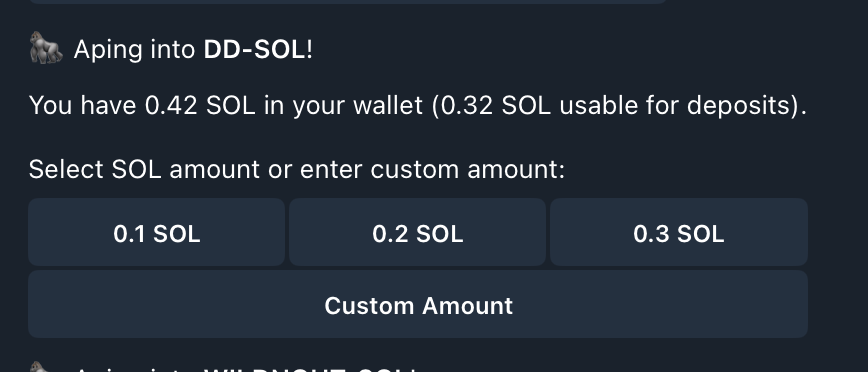 🦍 Aping into DD-SOL!
You have 0.42 SOL in your wallet (0.32 SOL usable for deposits).
Select SOL amount or enter custom amount:
0.1 SOL
0.2 SOL
0.3 SOL
Custom Amount